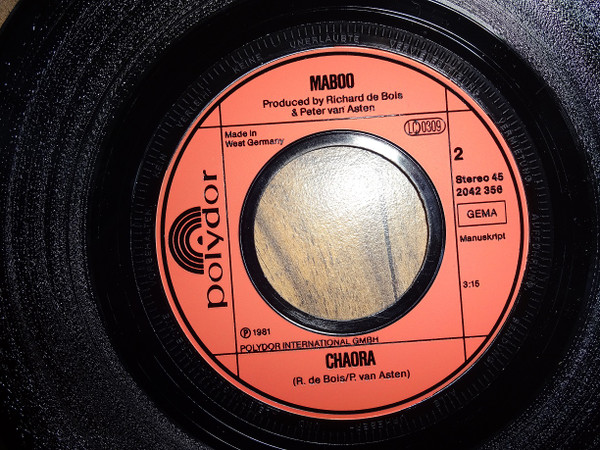 UNERLAUBTE
MABOO
Produced by Richard de Bois
& Peter van Asten
Made in
West Germany
LC 0309
2
Stereo 45
2042 356
GEMA
Manuskript
3:15
polydor
℗ 1981
POLYDOR INTERNATIONAL GMBH
CHAORA
(R. de Bois/P. van Asten)